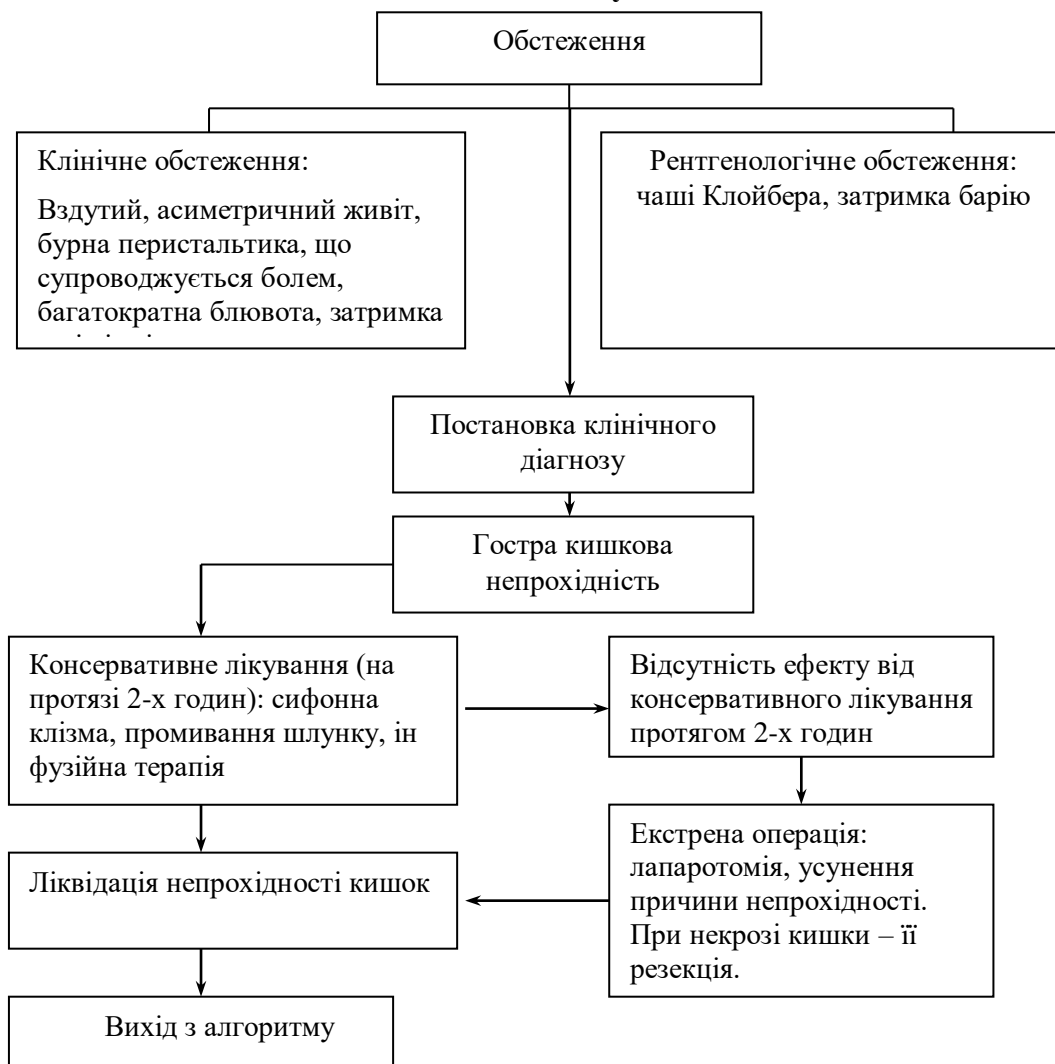 Обстеження
Клінічне обстеження:
Вздутий, асиметричний живіт,
бурна перистальтика, що
супроводжується болем,
багатократна блювота, затримка
Рентгенологічне обстеження:
чаші Клойбера, затримка барію
Постановка клінічного
діагнозу
Гостра кишкова
непрохідність
Консервативне лікування (на
протязі 2-х годин): сифонна
клізма, промивання шлунку, ін
фузійна терапія
Відсутність ефекту від
консервативного лікування
протягом 2-х годин
Екстрена операція:
лапаротомія, усунення
причини непрохідності.
При некрозі кишки – її
резекція.
Ліквідація непрохідності кишок
Вихід з алгоритму